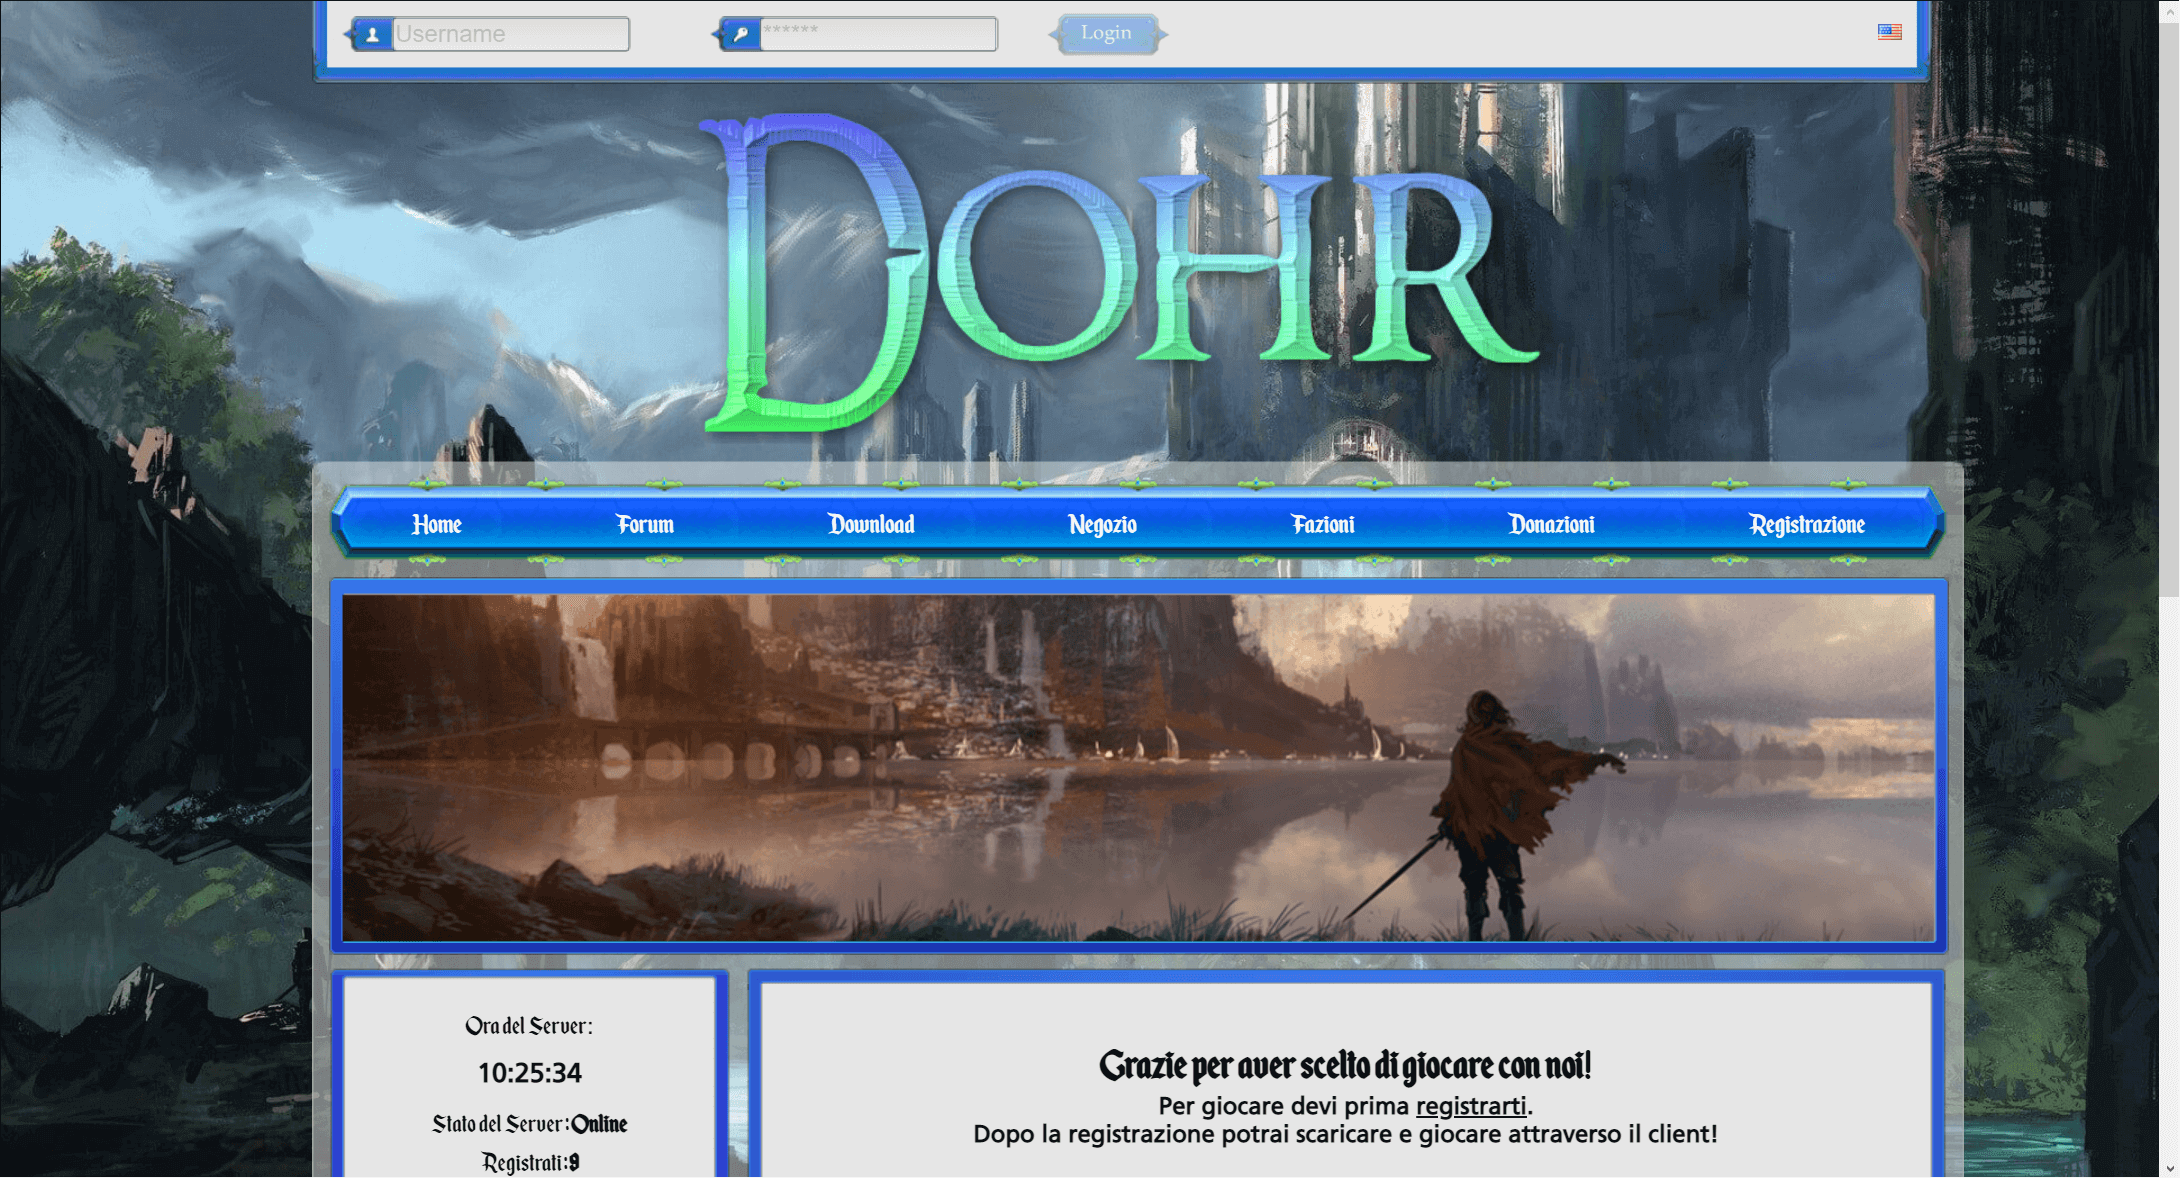 Username
******
Login
DOHR
Home Forum Download Negozio Fazioni Donazioni Registrazione
Ora del Server:
10:25:34
Stato del Server:Online
Registrati:9
Grazie per aver scelto di giocare con noi!
Per giocare devi prima registrarti.
Dopo la registrazione potrai scaricare e giocare attraverso il client!